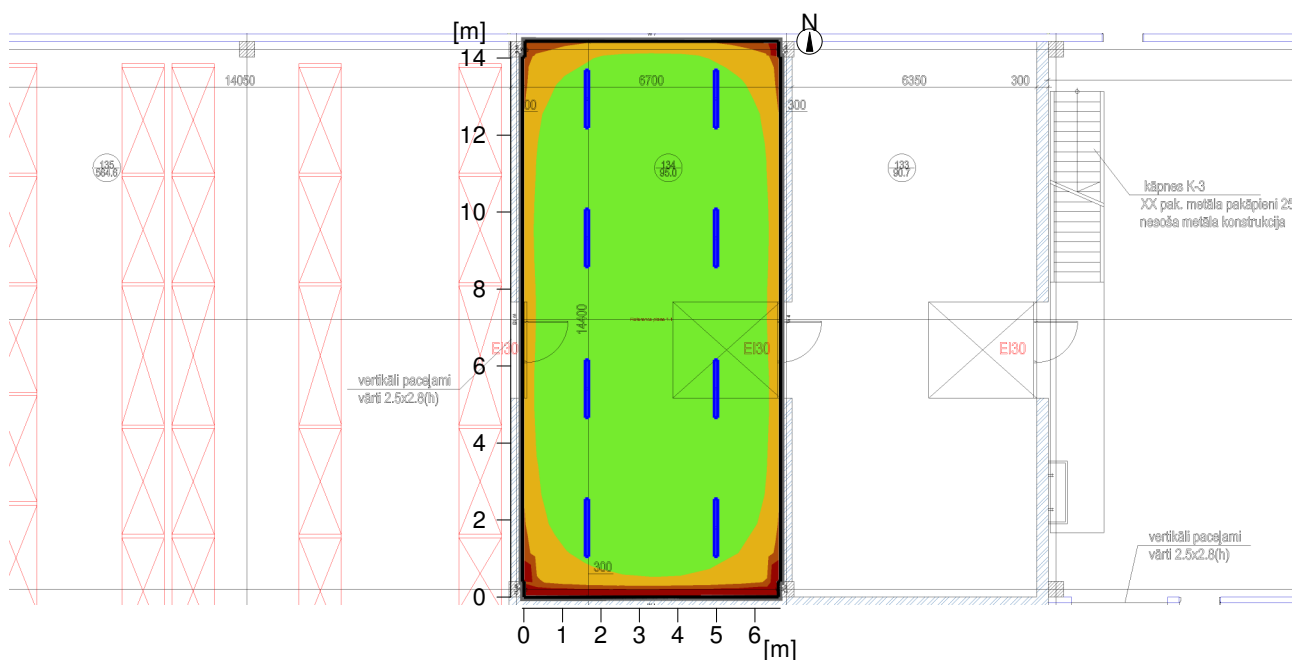 [m]
N
14
12
10
8
6
4
2
0
0 1 2 3 4 5 6
[m]
14050
6700
6350
300
300
135
564.6
134
95.0
133
90.7
14400
EI30
EI30
EI30
kāpnes K-3
XX pak. metāla pakāpieni 25
nesoša metāla konstrukcija
vertikāli paceļami
vārti 2.5x2.8(h)
300
vertikāli paceļami
vārti 2.5x2.8(h)